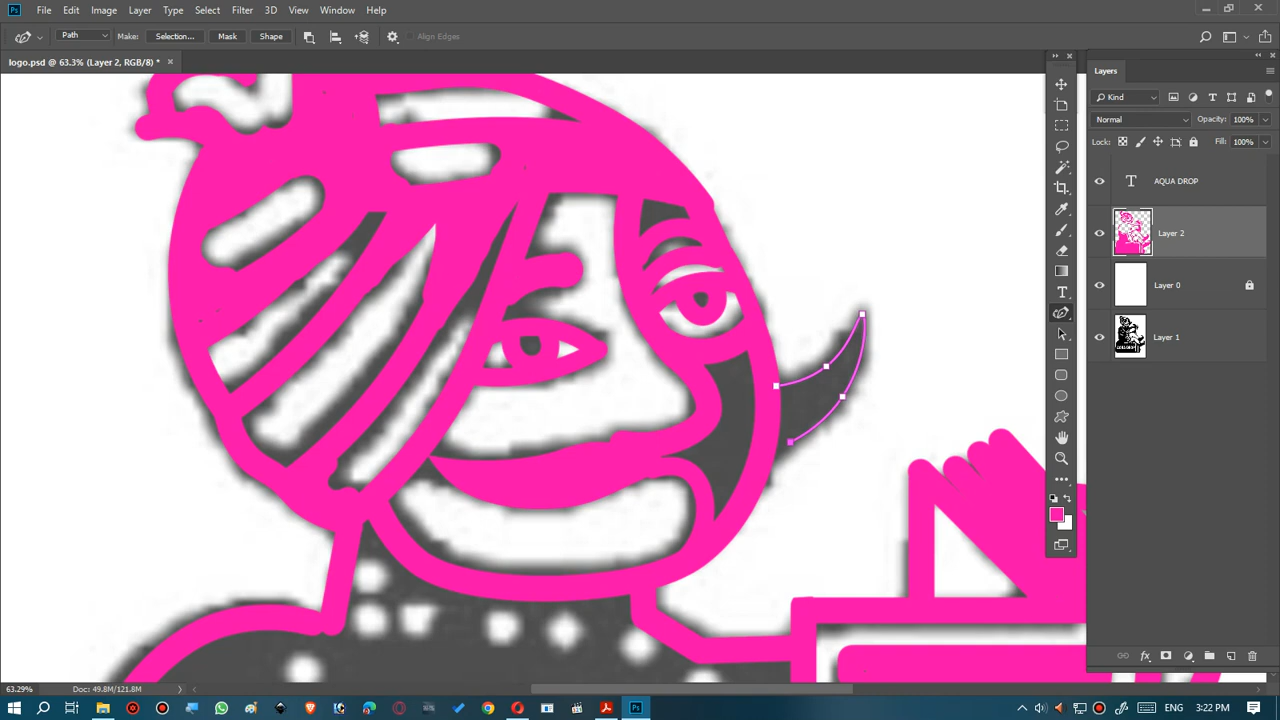 Ps File Edit Image Layer Type Select Filter 3D View Window Help
Path Make: Selection... Mask Shape Align Edges
logo.psd @ 63.3% (Layer 2, RGB/8) * ×
Layers
Kind
Normal Opacity: 100%
Lock: Fill: 100%
T AQUA DROP
Layer 2
Layer 0
Layer 1
63.29% Doc: 49.8M/121.8M
fx
ENG 3:22 PM